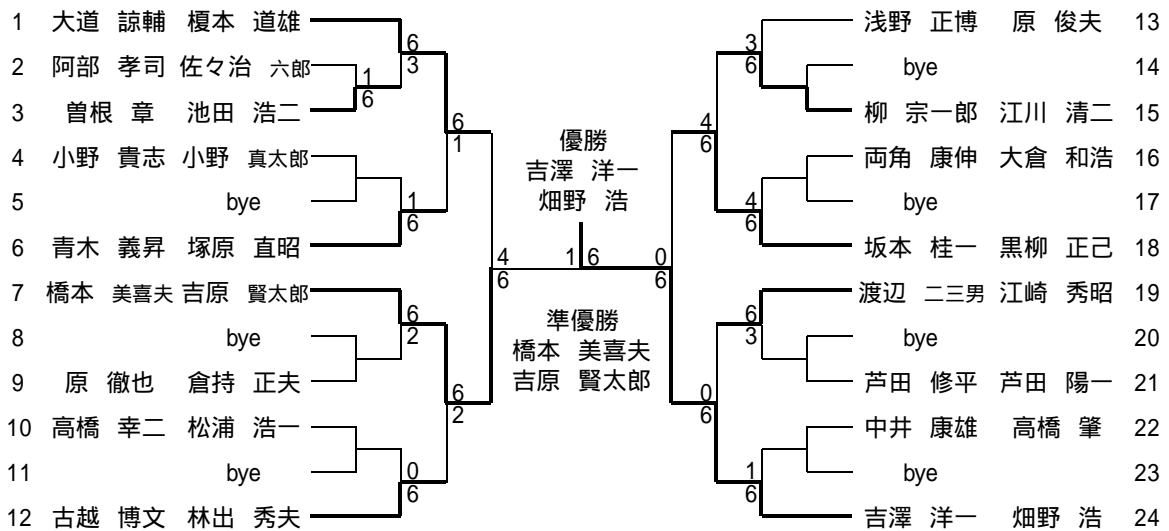 1 大道 諒輔 榎本 道雄
2 阿部 孝司 佐々治 六郎
3 曽根 章 池田 浩二
4 小野 貴志 小野 真太郎
5 bye
6 青木 義昇 塚原 直昭
7 橋本 美喜夫 吉原 賢太郎
8 bye
9 原 徹也 倉持 正夫
10 高橋 幸二 松浦 浩一
11 bye
12 古越 博文 林出 秀夫
6
3
1
6
6
1
1
6
4
6
6
2
6
2
0
6
優勝
吉澤 洋一
畑野 浩
1 6
準優勝
橋本 美喜夫
吉原 賢太郎
3
6
4
6
4
6
0
6
6
3
0
6
1
6
浅野 正博 原 俊夫 13
bye 14
柳 宗一郎 江川 清二 15
両角 康伸 大倉 和浩 16
bye 17
坂本 桂一 黒柳 正己 18
渡辺 二三男 江崎 秀昭 19
bye 20
芦田 修平 芦田 陽一 21
中井 康雄 高橋 肇 22
bye 23
吉澤 洋一 畑野 浩 24